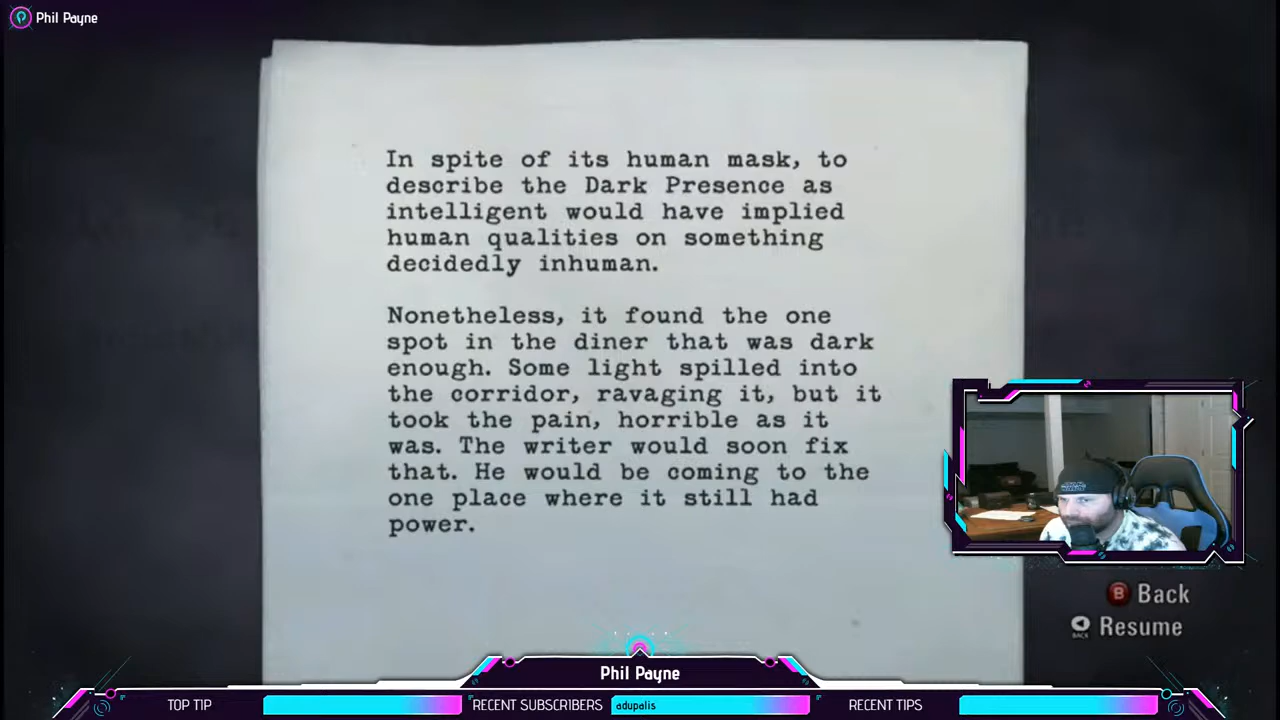 Phil Payne
In spite of its human mask, to
describe the Dark Presence as
intelligent would have implied
human qualities on something
decidedly inhuman.
Nonetheless, it found the one
spot in the diner that was dark
enough. Some light spilled into
the corridor, ravaging it, but it
took the pain, horrible as it
was. The writer would soon fix
that. He would be coming to the
one place where it still had
power.
B Back
BACK Resume
Phil Payne
TOP TIP
RECENT SUBSCRIBERS adupalis
RECENT TIPS